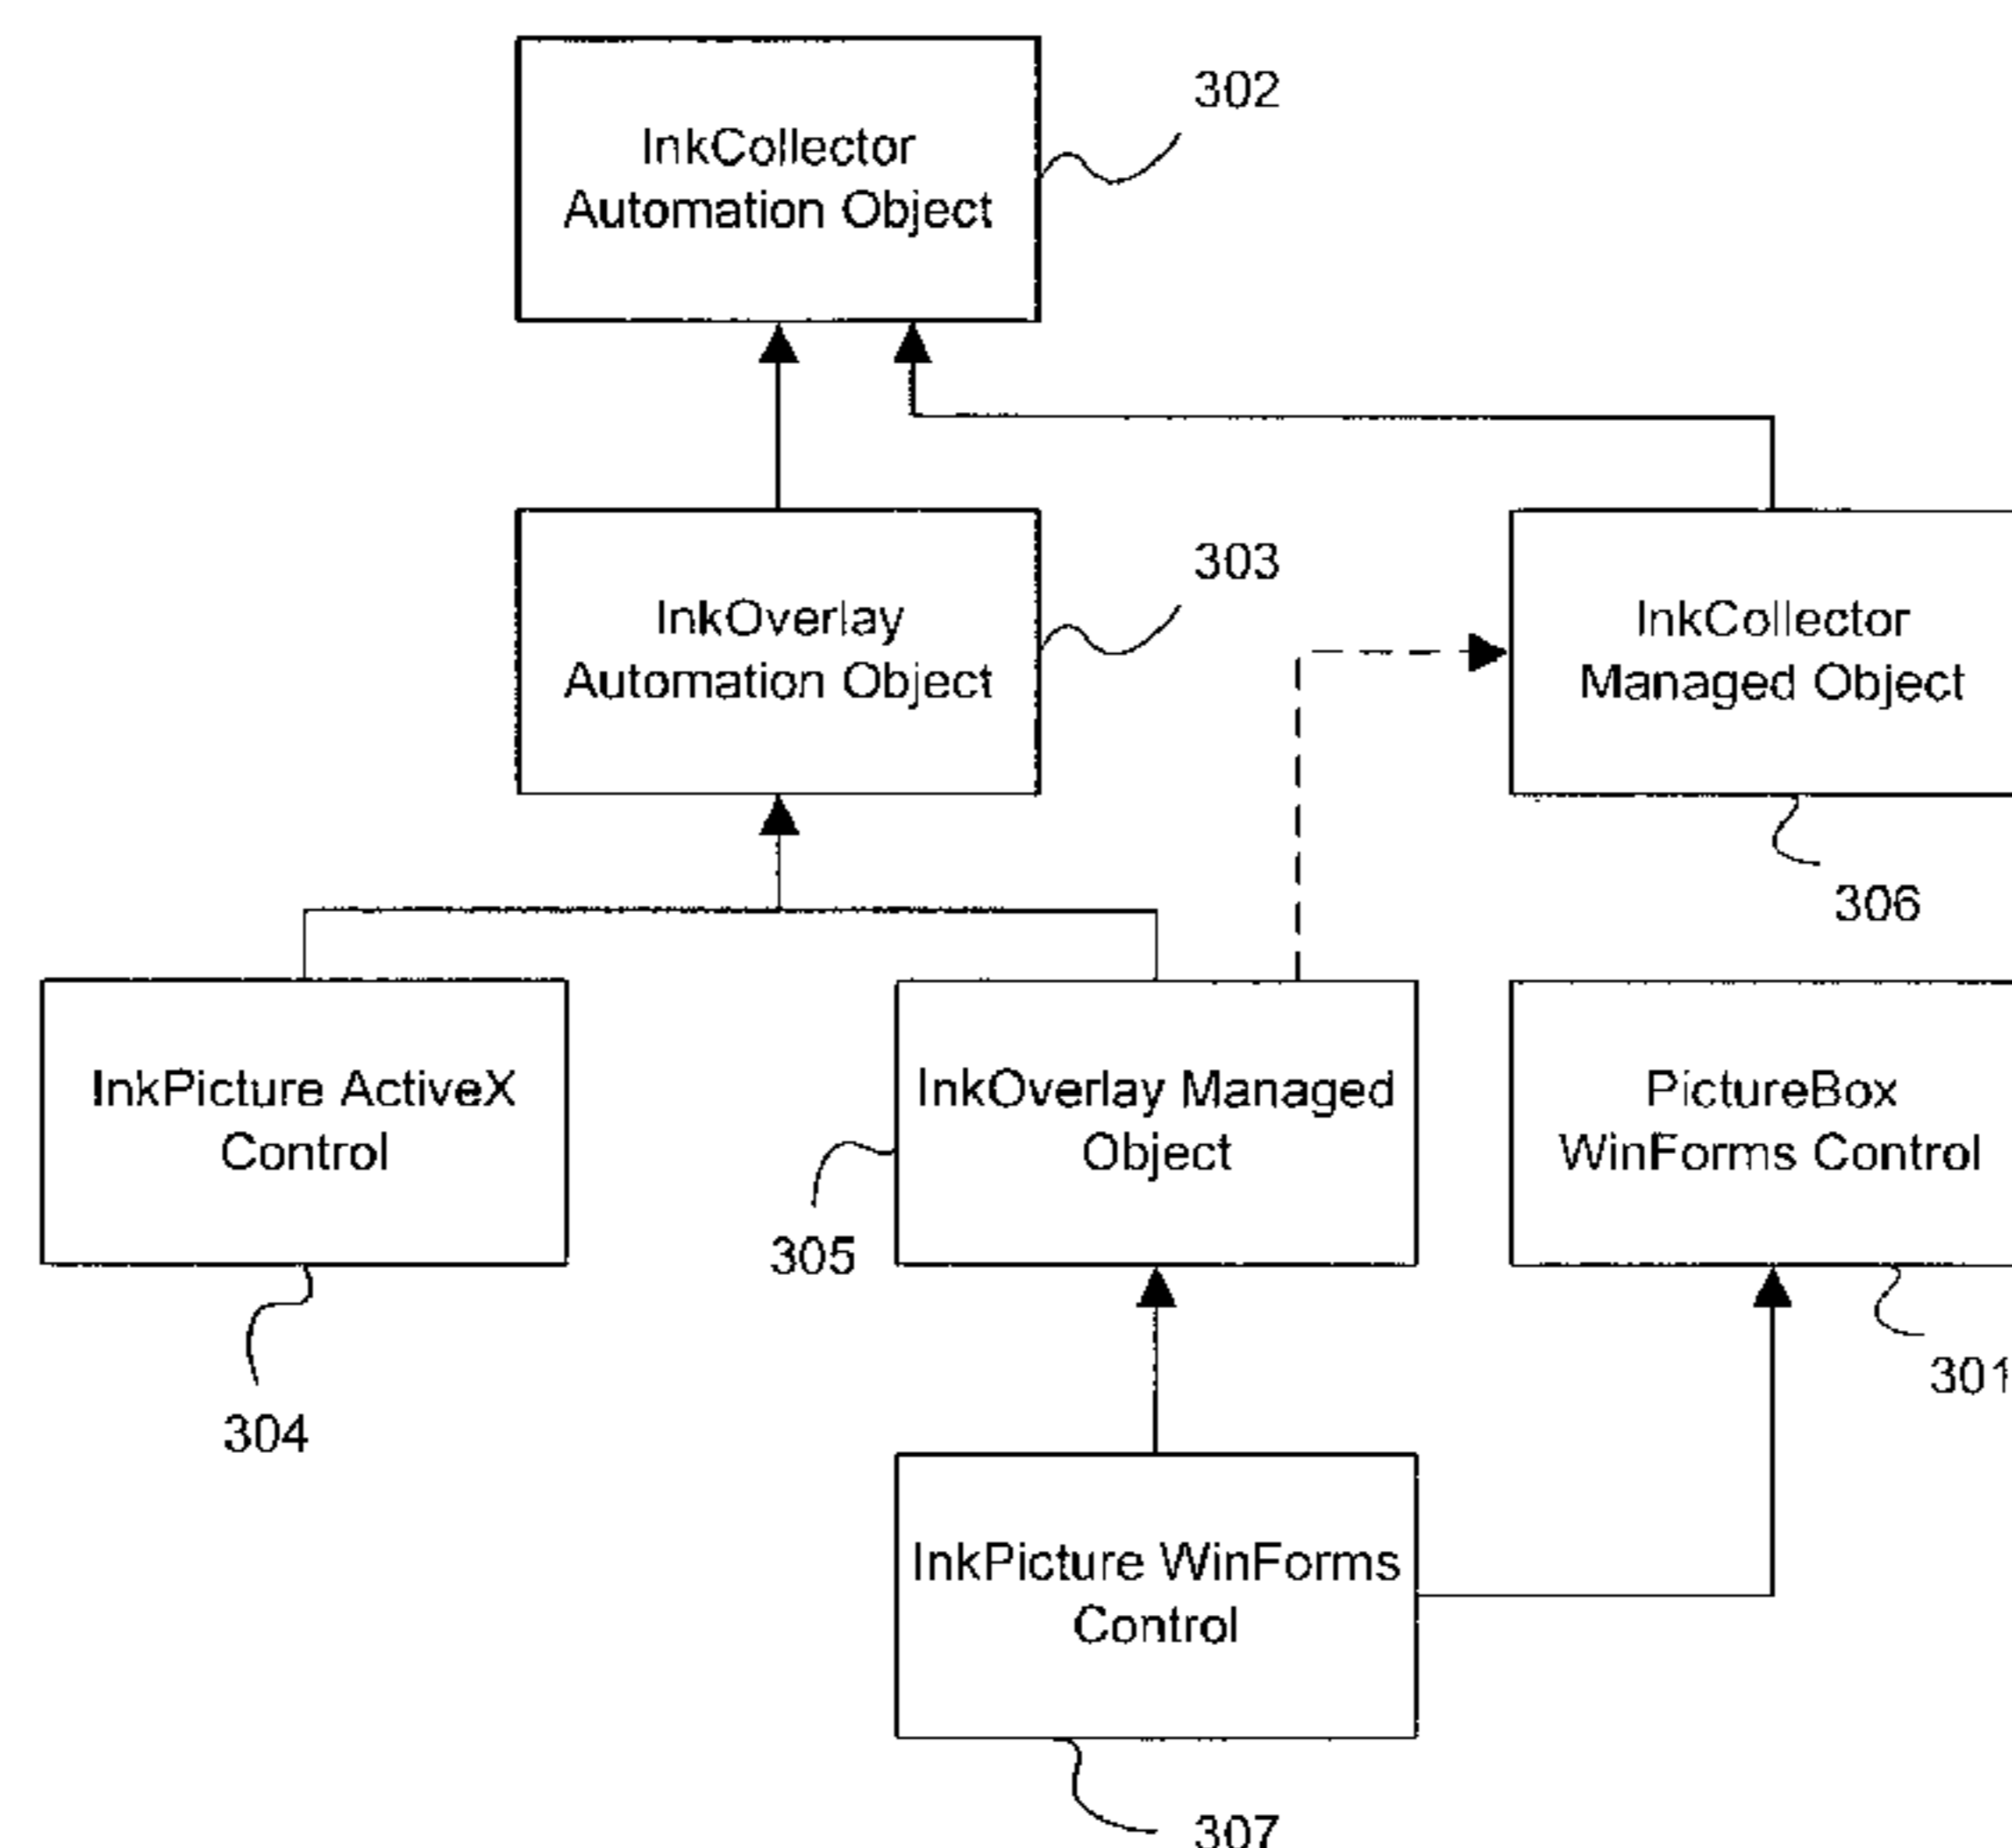 InkCollector
Automation Object
302
InkOverlay
Automation Object
303
InkCollector
Managed Object
306
InkPicture ActiveX
Control
304
InkOverlay Managed
Object
305
PictureBox
WinForms Control
301
InkPicture WinForms
Control
307